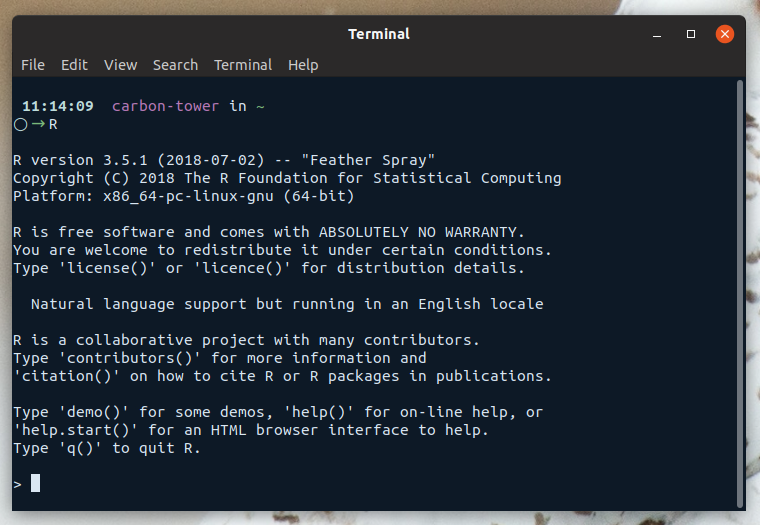 Terminal
File Edit View Search Terminal Help
11:14:09 carbon-tower in ~
○→R
R version 3.5.1 (2018-07-02) -- "Feather Spray"
Copyright (C) 2018 The R Foundation for Statistical Computing
Platform: x86_64-pc-linux-gnu (64-bit)
R is free software and comes with ABSOLUTELY NO WARRANTY.
You are welcome to redistribute it under certain conditions.
Type 'license()' or 'licence()' for distribution details.
Natural language support but running in an English locale
R is a collaborative project with many contributors.
Type 'contributors()' for more information and
'citation()' on how to cite R or R packages in publications.
Type 'demo()' for some demos, 'help()' for on-line help, or
'help.start()' for an HTML browser interface to help.
Type 'q()' to quit R.
>